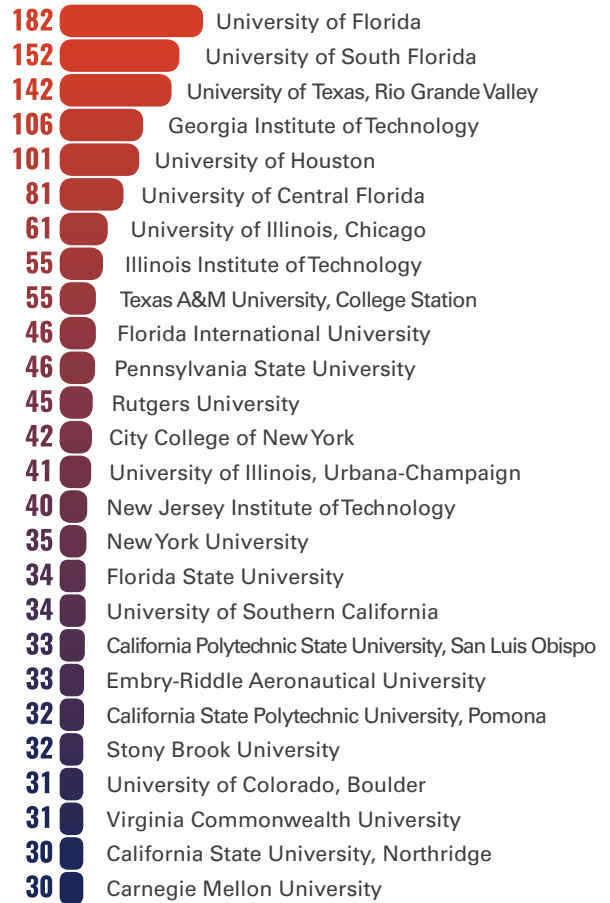 182 University of Florida
152 University of South Florida
142 University of Texas, Rio Grande Valley
106 Georgia Institute of Technology
101 University of Houston
81 University of Central Florida
61 University of Illinois, Chicago
55 Illinois Institute of Technology
55 Texas A&M University, College Station
46 Florida International University
46 Pennsylvania State University
45 Rutgers University
42 City College of New York
41 University of Illinois, Urbana-Champaign
40 New Jersey Institute of Technology
35 New York University
34 Florida State University
34 University of Southern California
33 California Polytechnic State University, San Luis Obispo
33 Embry-Riddle Aeronautical University
32 California State Polytechnic University, Pomona
32 Stony Brook University
31 University of Colorado, Boulder
31 Virginia Commonwealth University
30 California State University, Northridge
30 Carnegie Mellon University